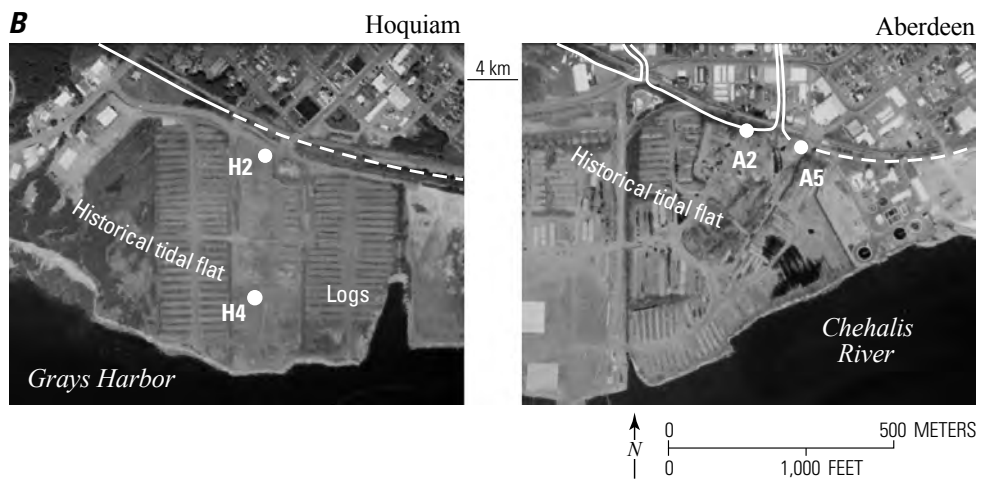 B
Hoquiam
Aberdeen
4 km
H2
Historical tidal flat
H4
Logs
Grays Harbor
A2
A5
Historical tidal flat
Chehalis
River
N
0 500 METERS
0 1,000 FEET